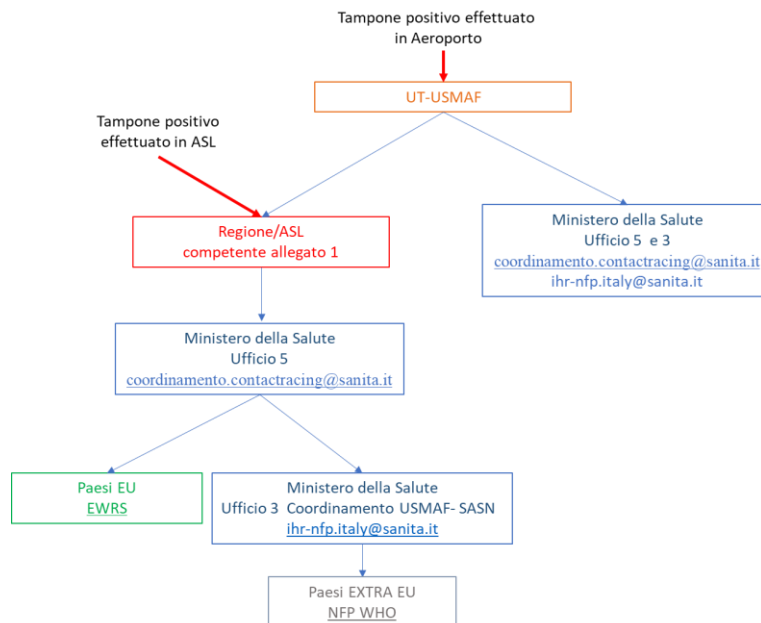 Tampone positivo effettuato
in Aeroporto
UT-USMAF
Tampone positivo
effettuato in ASL
Regione/ASL
competente allegato 1
Ministero della Salute
Ufficio 5  e 3
coordinamento.contactracing@sanita.it
ihr-nfp.italy@sanita.it
Ministero della Salute
Ufficio 5
coordinamento.contactracing@sanita.it
Paesi EU
EWRS
Ministero della Salute
Ufficio 3  Coordinamento USMAF- SASN
ihr-nfp.italy@sanita.it
Paesi EXTRA EU
NFP WHO